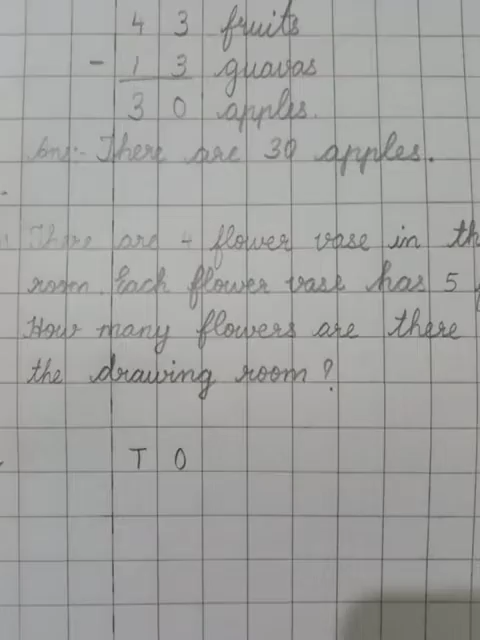 4 3 fruits
- 1 3 guavas
3 0 apples.
Ans:- There are 30 apples.
There are 4 flower vase in th
room. Each flower vase has 5
How many flowers are there
the drawing room?
T O